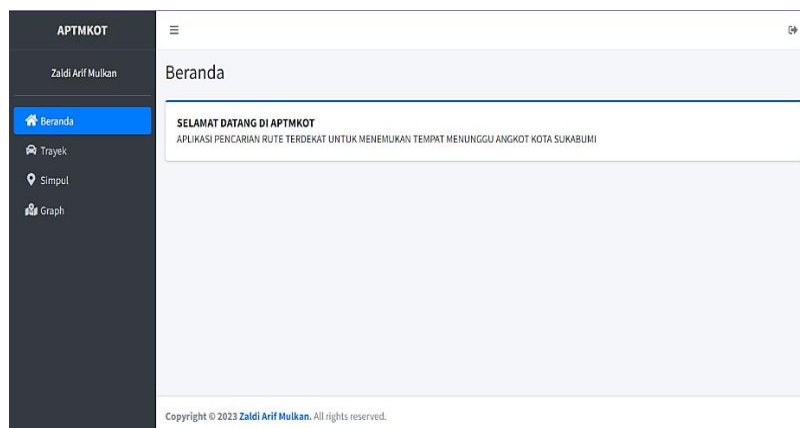 APTMKOT
Zaldi Arif Mulkan
Beranda
Trayek
Simpul
Graph
Beranda
SELAMAT DATANG DI APTMKOT
APLIKASI PENCARIAN RUTE TERDEKAT UNTUK MENEMUKAN TEMPAT MENUNGGU ANGKOT KOTA SUKABUMI
Copyright © 2023 Zaldi Arif Mulkan. All rights reserved.